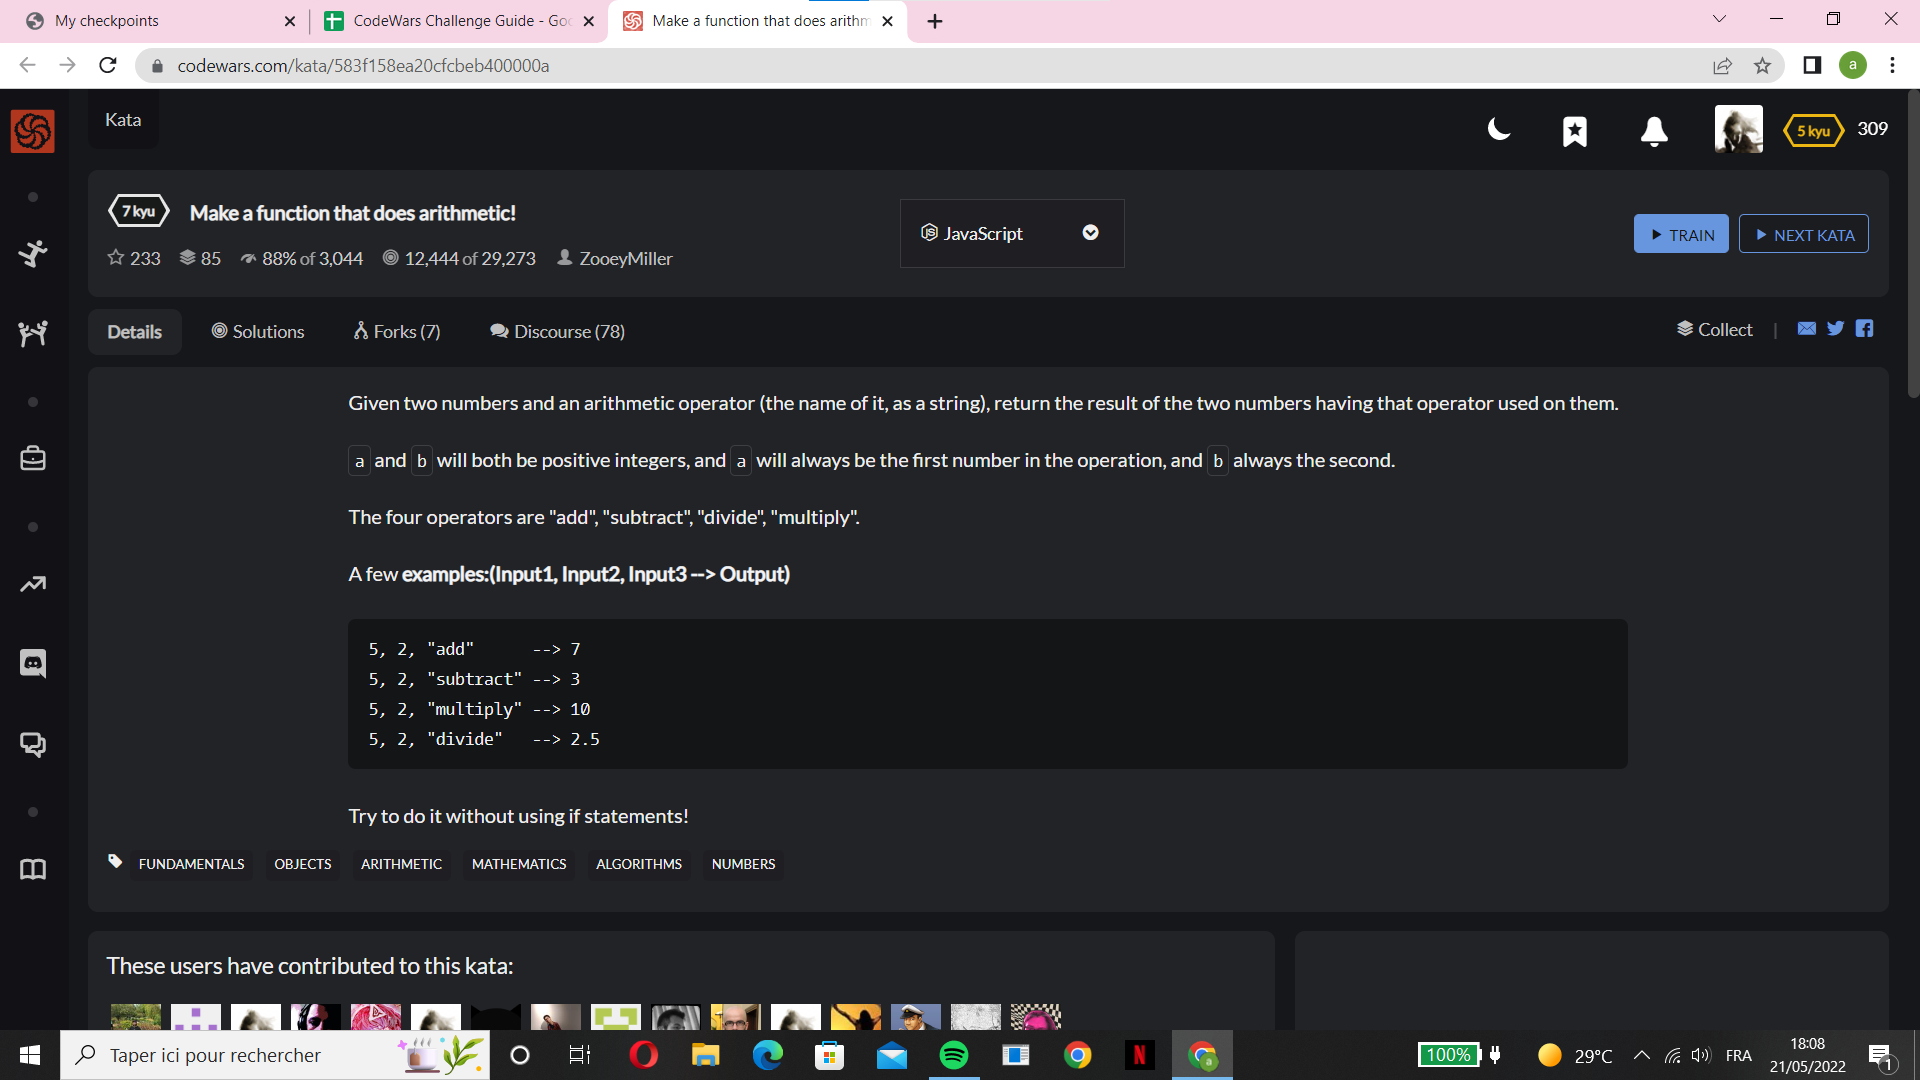 My checkpoints
CodeWars Challenge Guide - Goo
Make a function that does arithm
codewars.com/kata/583f158ea20cfcbeb400000a
a
Kata
5 kyu
309
7 kyu
Make a function that does arithmetic!
JavaScript
TRAIN
NEXT KATA
233
85
88% of 3,044
12,444 of 29,273
ZooeyMiller
Details
Solutions
Forks (7)
Discourse (78)
Collect
Given two numbers and an arithmetic operator (the name of it, as a string), return the result of the two numbers having that operator used on them.
a and b will both be positive integers, and a will always be the first number in the operation, and b always the second.
The four operators are "add", "subtract", "divide", "multiply".
A few examples:(Input1, Input2, Input3 --> Output)
5, 2, "add"      --> 7
5, 2, "subtract" --> 3
5, 2, "multiply" --> 10
5, 2, "divide"   --> 2.5
Try to do it without using if statements!
FUNDAMENTALS
OBJECTS
ARITHMETIC
MATHEMATICS
ALGORITHMS
NUMBERS
These users have contributed to this kata:
Taper ici pour rechercher
100%
29°C
FRA
18:08
21/05/2022
1